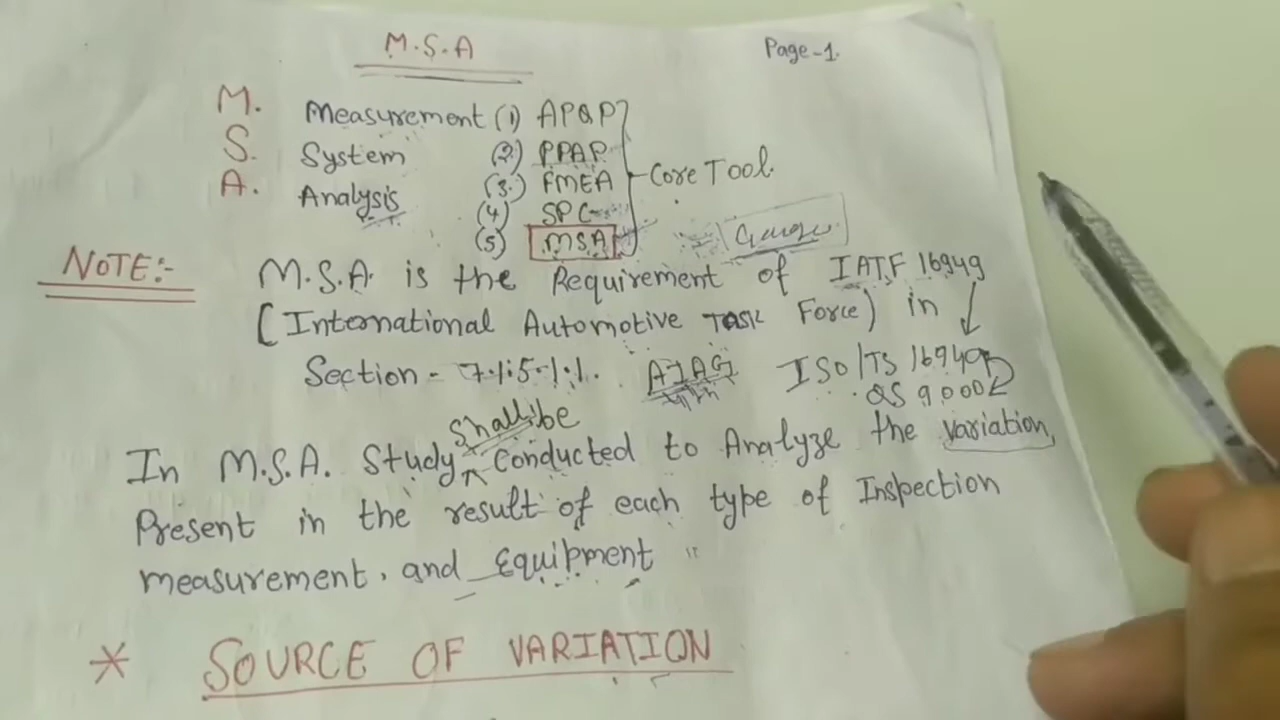 M.S.A
Page-1.
M. Measurement (1) APQP
S. System (2) PPAP
A. Analysis (3.) FMEA
Core Tool
(4) SPC
(5) MSA
NOTE:- M.S.A. is the Requirement of IATF 16949
[International Automotive TASK Force) in
Section - 7.1.5.1.1. AIAG ISO/TS 16949
QS 9000
shall be
In M.S.A. Study conducted to Analyze the variation,
Present in the result of each type of Inspection
measurement, and Equipment "
* SOURCE OF VARIATION